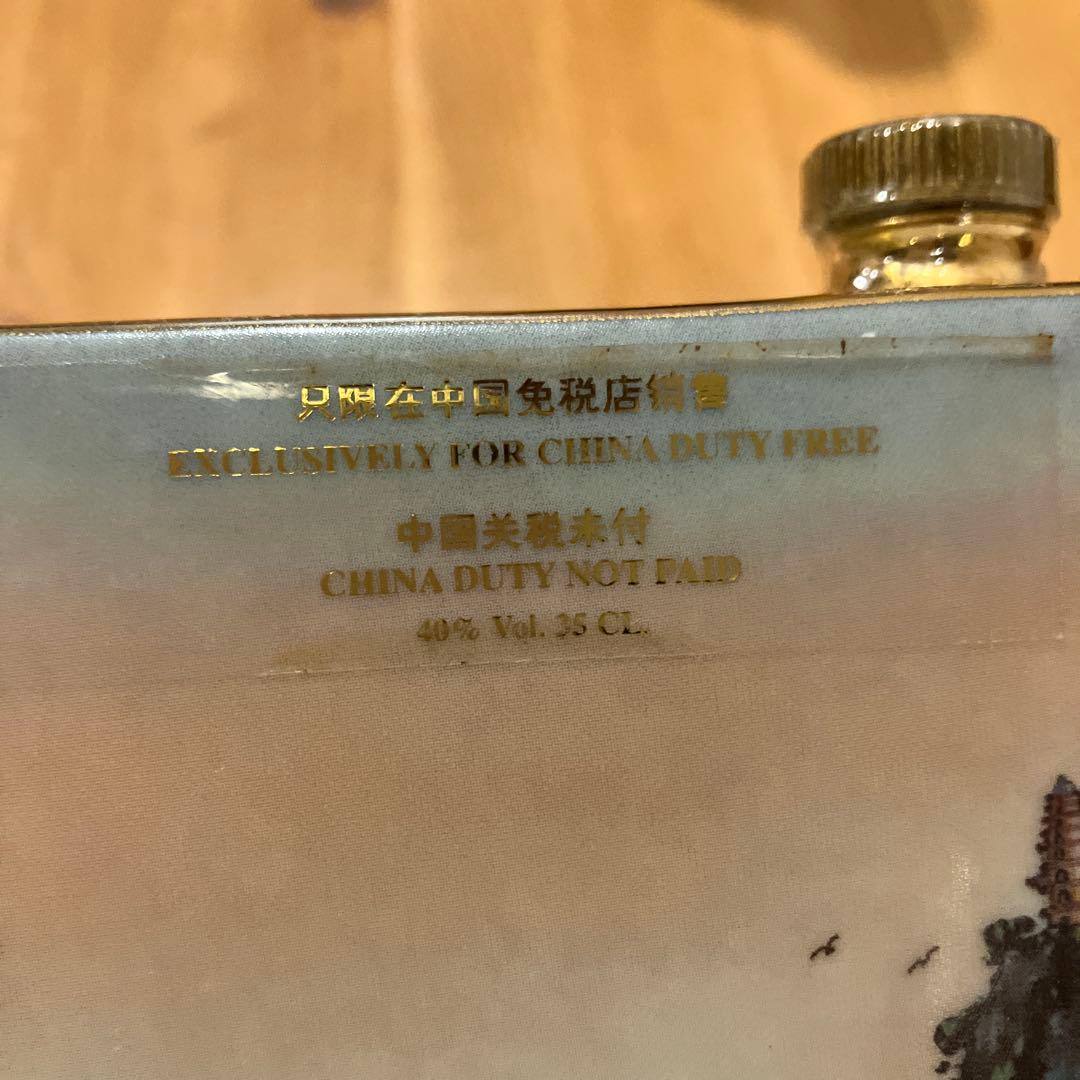 只限在中国免税店销售
EXCLUSIVELY FOR CHINA DUTY FREE
中国关税未付
CHINA DUTY NOT PAID
40% Vol. 35 CL.